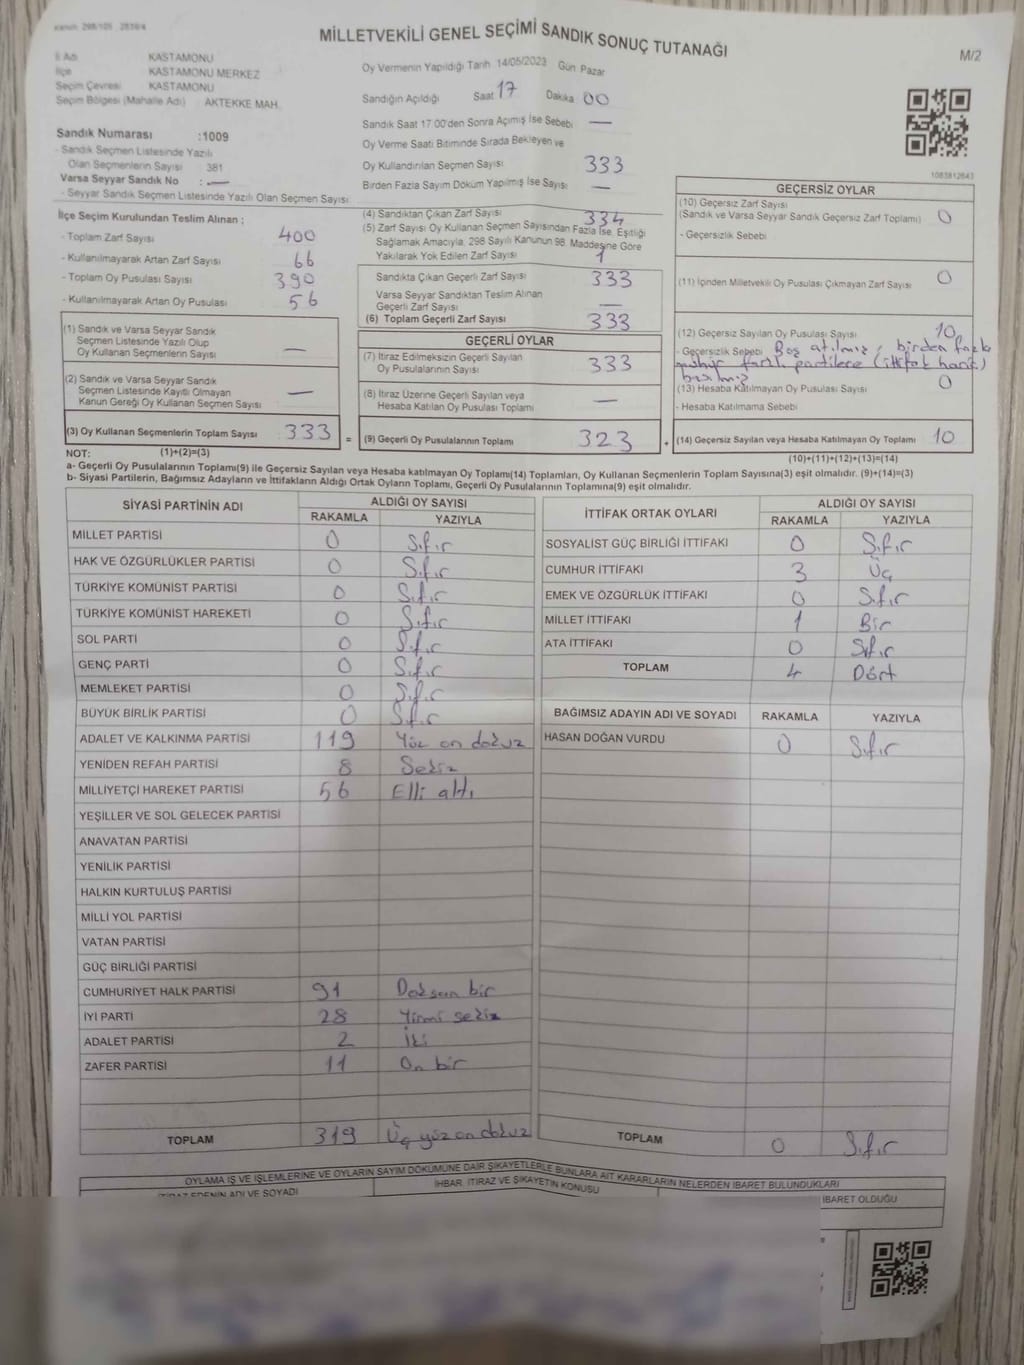 Kanun 298/105 2839/4
MİLLETVEKİLİ GENEL SEÇİMİ SANDIK SONUÇ TUTANAĞI
M/2
İl Adı KASTAMONU
İlçe KASTAMONU MERKEZ
Seçim Çevresi KASTAMONU
Seçim Bölgesi (Mahalle Adı) AKTEKKE MAH.
Sandık Numarası :1009
- Sandık Seçmen Listesinde Yazılı
Olan Seçmenlerin Sayısı 381
Varsa Seyyar Sandık No : —
- Seyyar Sandık Seçmen Listesinde Yazılı Olan Seçmen Sayısı
Oy Vermenin Yapıldığı Tarih 14/05/2023 Gün Pazar
Sandığın Açıldığı Saat 17 Dakika 00
Sandık Saat 17.00'den Sonra Açımış İse Sebebi —
Oy Verme Saati Bitiminde Sırada Bekleyen ve
Oy Kullandırılan Seçmen Sayısı 333
Birden Fazla Sayım Döküm Yapılmış İse Sayısı —
1083812643
İlçe Seçim Kurulundan Teslim Alınan ;
- Toplam Zarf Sayısı 400
- Kullanılmayarak Artan Zarf Sayısı 66
- Toplam Oy Pusulası Sayısı 390
- Kullanılmayarak Artan Oy Pusulası 56
(1) Sandık ve Varsa Seyyar Sandık
Seçmen Listesinde Yazılı Olup
Oy Kullanan Seçmenlerin Sayısı —
(2) Sandık ve Varsa Seyyar Sandık
Seçmen Listesinde Kayıtlı Olmayan
Kanun Gereği Oy Kullanan Seçmen Sayısı —
(3) Oy Kullanan Seçmenlerin Toplam Sayısı 333 =
(1)+(2)=(3)
(4) Sandıktan Çıkan Zarf Sayısı 334
(5) Zarf Sayısı Oy Kullanan Seçmen Sayısından Fazla İse, Eşitliği
Sağlamak Amacıyla, 298 Sayılı Kanunun 98. Maddesine Göre
Yakılarak Yok Edilen Zarf Sayısı 1
Sandıkta Çıkan Geçerli Zarf Sayısı 333
Varsa Seyyar Sandıktan Teslim Alınan
Geçerli Zarf Sayısı —
(6) Toplam Geçerli Zarf Sayısı 333
GEÇERLİ OYLAR
(7) İtiraz Edilmeksizin Geçerli Sayılan
Oy Pusulalarının Sayısı 333
(8) İtiraz Üzerine Geçerli Sayılan veya
Hesaba Katılan Oy Pusulası Toplamı —
(9) Geçerli Oy Pusulalarının Toplamı 323 +
GEÇERSİZ OYLAR
(10) Geçersiz Zarf Sayısı
(Sandık ve Varsa Seyyar Sandık Geçersiz Zarf Toplamı) 0
- Geçersizlik Sebebi
(11) İçinden Milletvekili Oy Pusulası Çıkmayan Zarf Sayısı 0
(12) Geçersiz Sayılan Oy Pusulası Sayısı 10
- Geçersizlik Sebebi Boş atılmış, birden fazla
mühür farklı partilere (ittifak hariç)
basılmış
(13) Hesaba Katılmayan Oy Pusulası Sayısı 0
- Hesaba Katılmama Sebebi
(14) Geçersiz Sayılan veya Hesaba Katılmayan Oy Toplamı 10
(10)+(11)+(12)+(13)=(14)
NOT:
a- Geçerli Oy Pusulalarının Toplamı(9) ile Geçersiz Sayılan veya Hesaba katılmayan Oy Toplam(14) Toplamları, Oy Kullanan Seçmenlerin Toplam Sayısına(3) eşit olmalıdır. (9)+(14)=(3)
b- Siyasi Partilerin, Bağımsız Adayların ve İttifakların Aldığı Ortak Oyların Toplamı, Geçerli Oy Pusulalarının Toplamına(9) eşit olmalıdır.
SİYASİ PARTİNİN ADI ALDIĞI OY SAYISI
RAKAMLA YAZIYLA
MİLLET PARTİSİ 0 Sıfır
HAK VE ÖZGÜRLÜKLER PARTİSİ 0 Sıfır
TÜRKİYE KOMÜNİST PARTİSİ 0 Sıfır
TÜRKİYE KOMÜNİST HAREKETİ 0 Sıfır
SOL PARTİ 0 Sıfır
GENÇ PARTİ 0 Sıfır
MEMLEKET PARTİSİ 0 Sıfır
BÜYÜK BİRLİK PARTİSİ 0 Sıfır
ADALET VE KALKINMA PARTİSİ 119 Yüz on dokuz
YENİDEN REFAH PARTİSİ 8 Sekiz
MİLLİYETÇİ HAREKET PARTİSİ 56 Elli altı
YEŞİLLER VE SOL GELECEK PARTİSİ
ANAVATAN PARTİSİ
YENİLİK PARTİSİ
HALKIN KURTULUŞ PARTİSİ
MİLLİ YOL PARTİSİ
VATAN PARTİSİ
GÜÇ BİRLİĞİ PARTİSİ
CUMHURİYET HALK PARTİSİ 91 Doksan bir
İYİ PARTİ 28 Yirmi sekiz
ADALET PARTİSİ 2 İki
ZAFER PARTİSİ 11 On bir
TOPLAM 319 Üç yüz on dokuz
İTTİFAK ORTAK OYLARI ALDIĞI OY SAYISI
RAKAMLA YAZIYLA
SOSYALİST GÜÇ BİRLİĞİ İTTİFAKI 0 Sıfır
CUMHUR İTTİFAKI 3 Üç
EMEK VE ÖZGÜRLÜK İTTİFAKI 0 Sıfır
MİLLET İTTİFAKI 1 Bir
ATA İTTİFAKI 0 Sıfır
TOPLAM 4 Dört
BAĞIMSIZ ADAYIN ADI VE SOYADI RAKAMLA YAZIYLA
HASAN DOĞAN VURDU 0 Sıfır
TOPLAM 0 Sıfır
OYLAMA İŞ VE İŞLEMLERİNE VE OYLARIN SAYIM DÖKÜMÜNE DAİR ŞİKAYETLERLE BUNLARA AİT KARARLARIN NELERDEN İBARET BULUNDUKLARI
İTİRAZ EDENİN ADI VE SOYADI
İHBAR İTİRAZ VE ŞİKAYETİN KONUSU
İBARET OLDUĞU